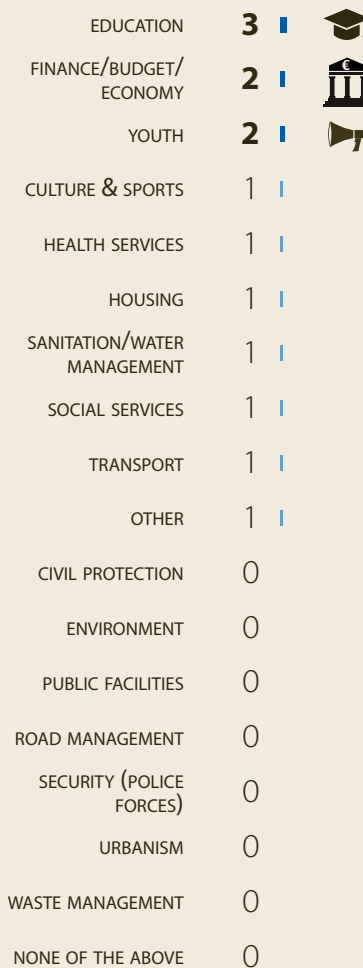 EDUCATION 3
FINANCE/BUDGET/
ECONOMY 2
€
YOUTH 2
CULTURE & SPORTS 1
HEALTH SERVICES 1
HOUSING 1
SANITATION/WATER
MANAGEMENT 1
SOCIAL SERVICES 1
TRANSPORT 1
OTHER 1
CIVIL PROTECTION 0
ENVIRONMENT 0
PUBLIC FACILITIES 0
ROAD MANAGEMENT 0
SECURITY (POLICE
FORCES) 0
URBANISM 0
WASTE MANAGEMENT 0
NONE OF THE ABOVE 0